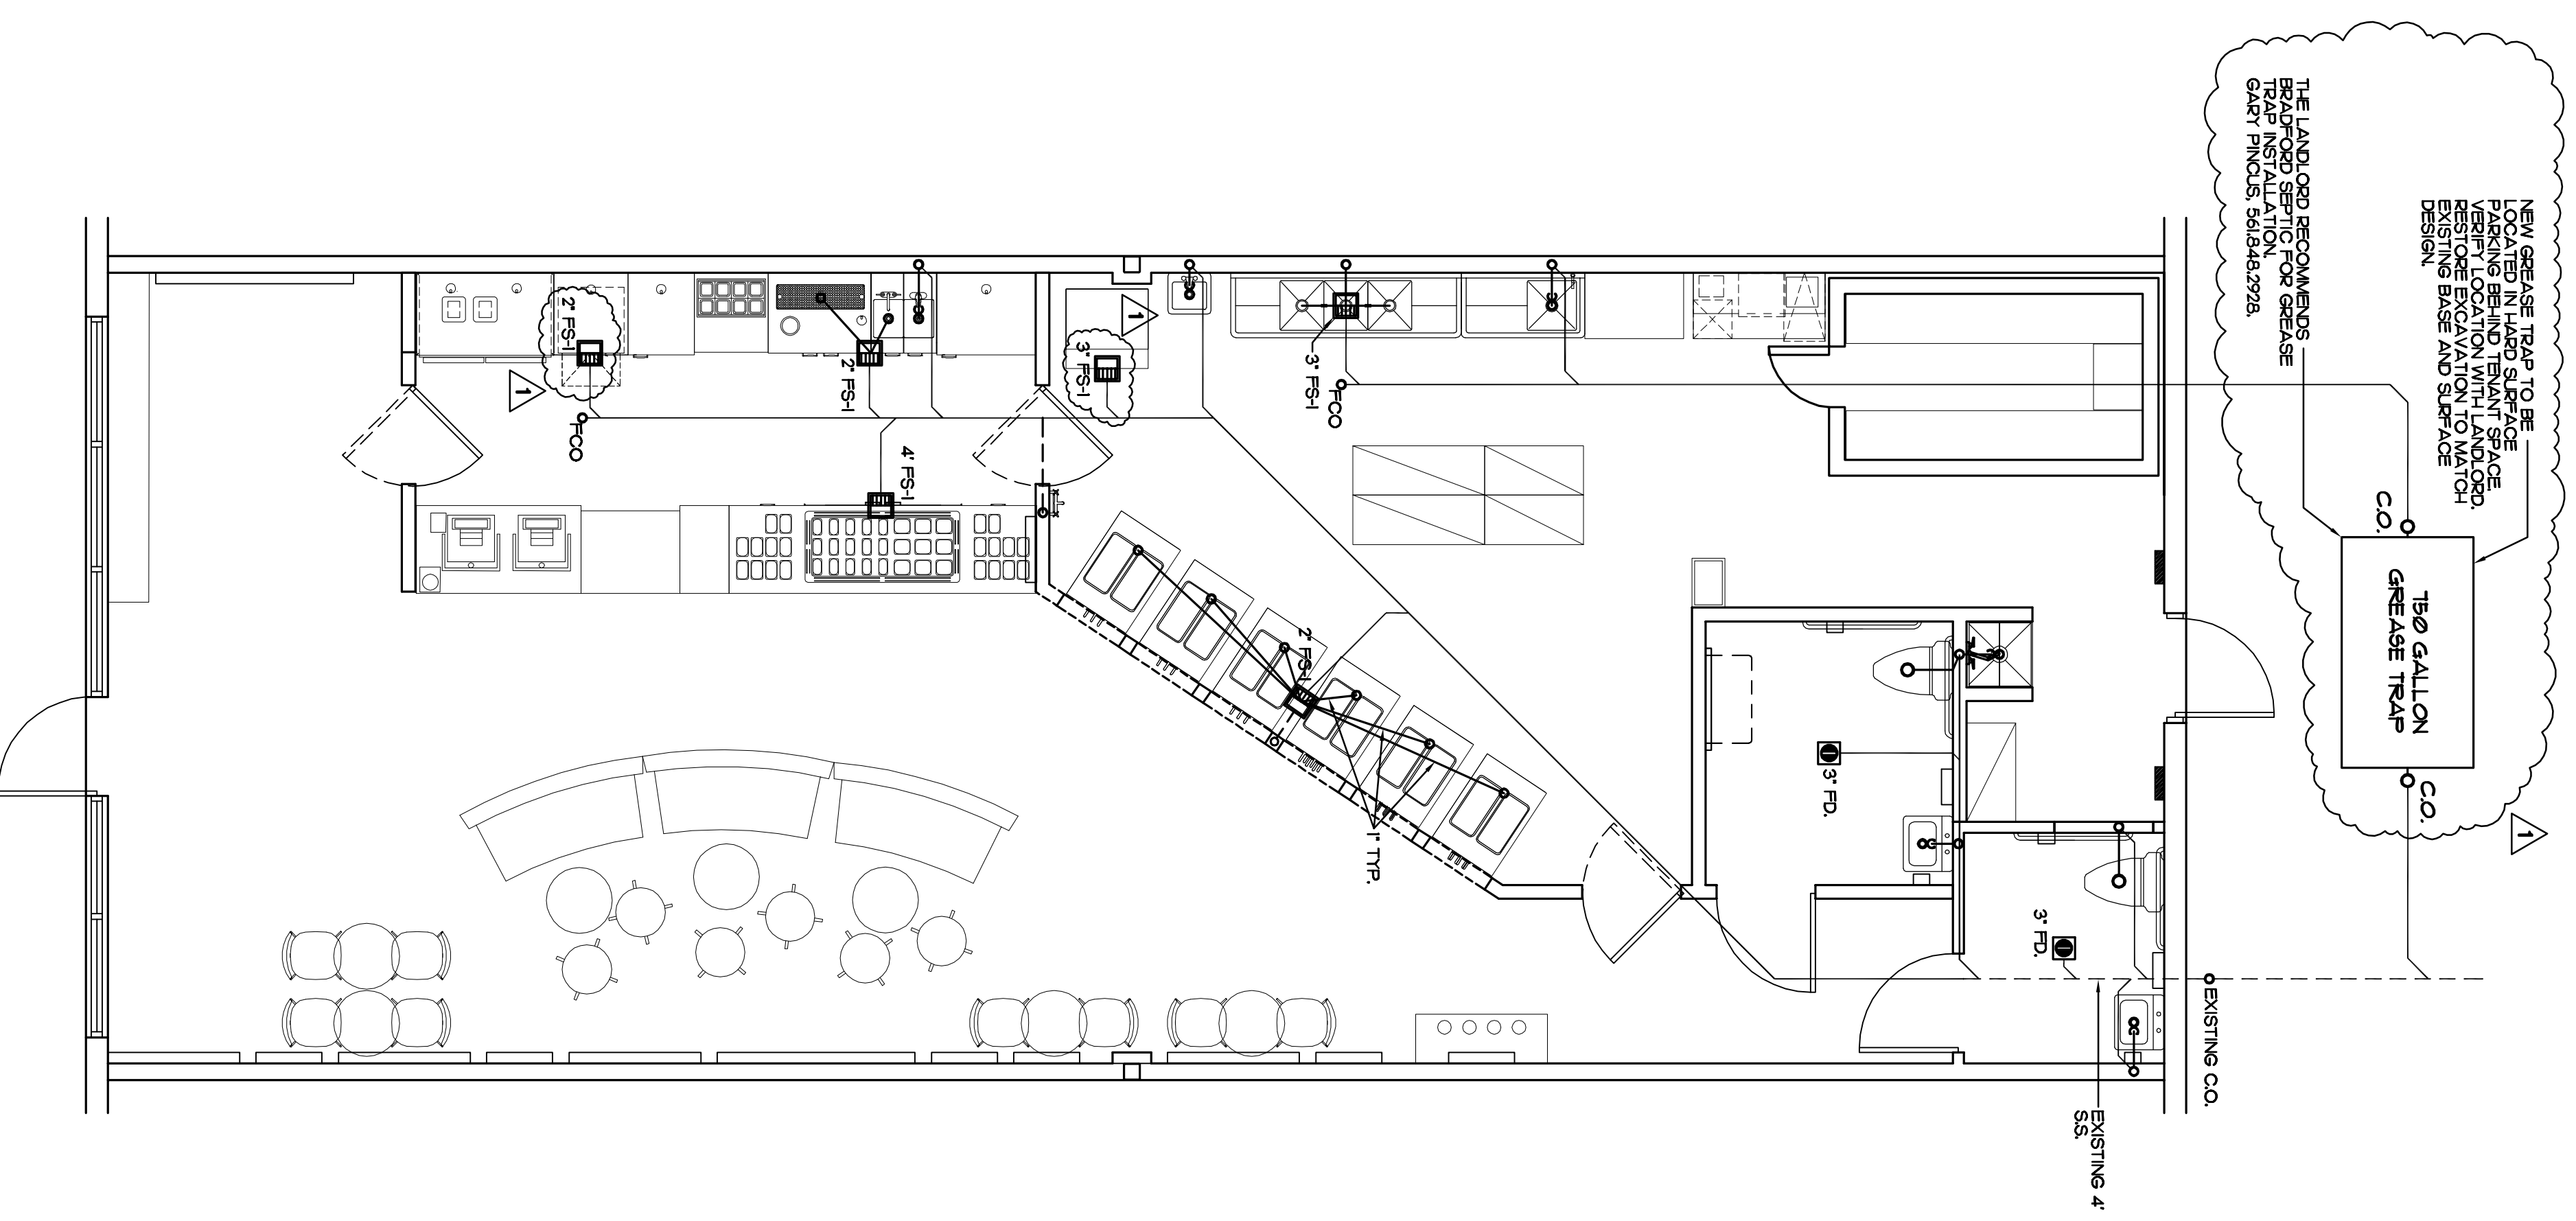 NEW GREASE TRAP TO BE
LOCATED IN HARD SURFACE
PARKING BEHIND TENANT SPACE.
VERIFY LOCATION WITH LANDLORD.
RESTORE EXCAVATION TO MATCH
EXISTING BASE AND SURFACE
DESIGN.
THE LANDLORD RECOMMENDS
BRADFORD SEPTIC FOR GREASE
TRAP INSTALLATION.
GARY PINCUS, 561.848.2928.
C.O.
750 GALLON
GREASE TRAP
C.O.
1
EXISTING C.O.
EXISTING 4"
S.S.
3" FD.
3" FD.
3" FS-1
FCO
1
3" FS-1
2" FS-1
1" TYP.
2" FS-1
4" FS-1
2" FS-1
1
FCO